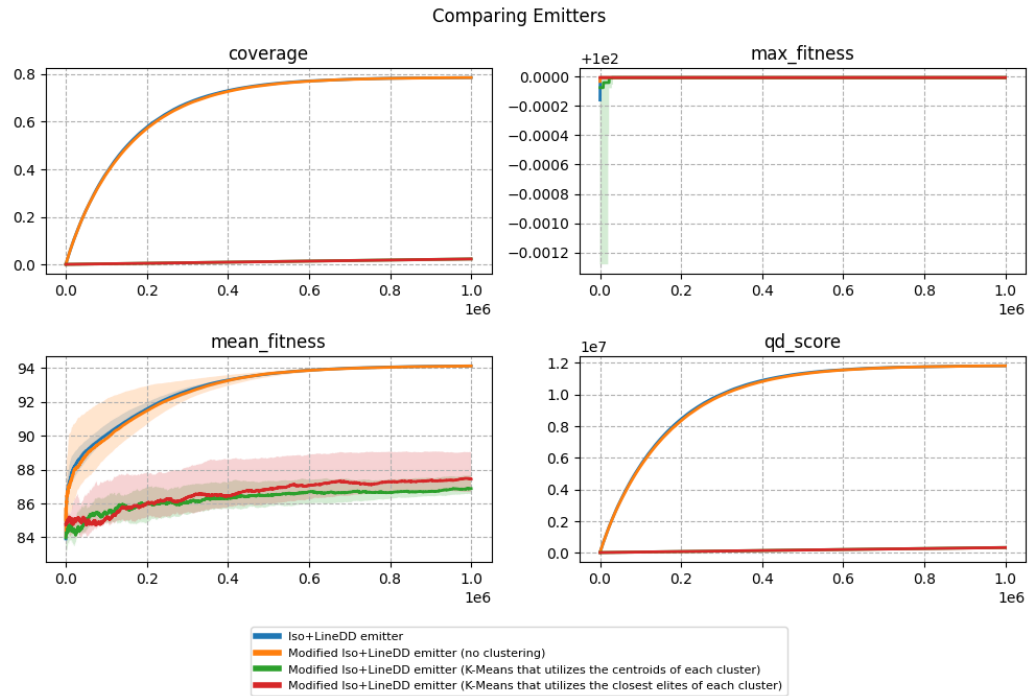 Comparing Emitters
coverage
0.8
0.6
0.4
0.2
0.0
0.0 0.2 0.4 0.6 0.8 1.0
1e6
max_fitness
+1e2
0.0000
−0.0002
−0.0004
−0.0006
−0.0008
−0.0010
−0.0012
0.0 0.2 0.4 0.6 0.8 1.0
1e6
mean_fitness
94
92
90
88
86
84
0.0 0.2 0.4 0.6 0.8 1.0
1e6
qd_score
1e7
1.2
1.0
0.8
0.6
0.4
0.2
0.0
0.0 0.2 0.4 0.6 0.8 1.0
1e6
Iso+LineDD emitter
Modified Iso+LineDD emitter (no clustering)
Modified Iso+LineDD emitter (K-Means that utilizes the centroids of each cluster)
Modified Iso+LineDD emitter (K-Means that utilizes the closest elites of each cluster)